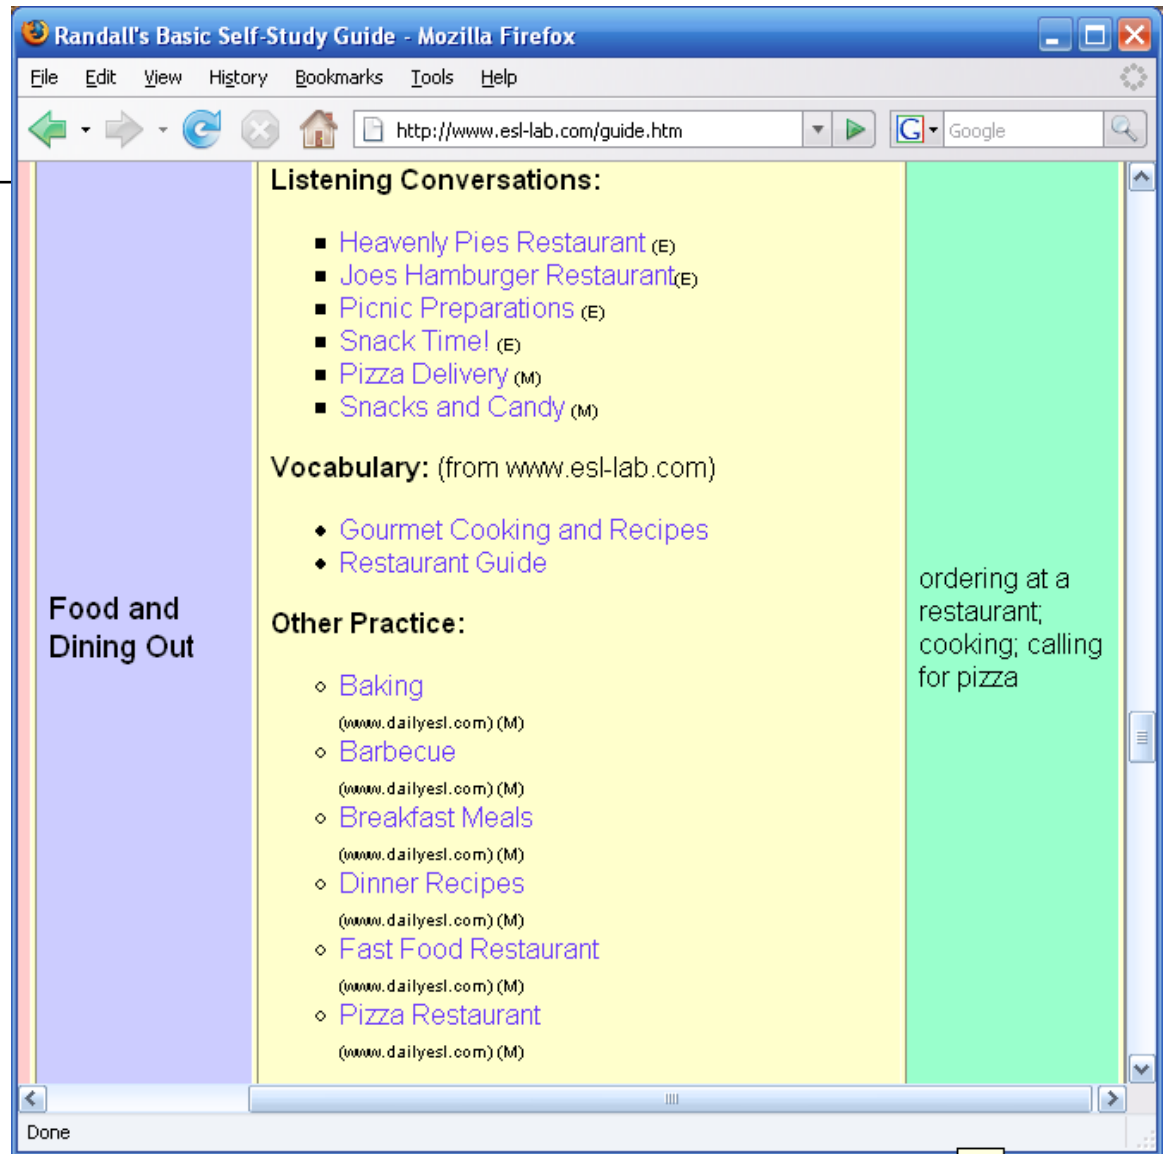 Randall's Basic Self-Study Guide - Mozilla Firefox
File Edit View History Bookmarks Tools Help
http://www.esl-lab.com/guide.htm
G Google
Listening Conversations:
Heavenly Pies Restaurant (E)
Joes Hamburger Restaurant(E)
Picnic Preparations (E)
Snack Time! (E)
Pizza Delivery (M)
Snacks and Candy (M)
Vocabulary: (from www.esl-lab.com)
Gourmet Cooking and Recipes
Restaurant Guide
Food and
Dining Out
Other Practice:
Baking
(www.dailyesl.com) (M)
Barbecue
(www.dailyesl.com) (M)
Breakfast Meals
(www.dailyesl.com) (M)
Dinner Recipes
(www.dailyesl.com) (M)
Fast Food Restaurant
(www.dailyesl.com) (M)
Pizza Restaurant
(www.dailyesl.com) (M)
ordering at a
restaurant;
cooking; calling
for pizza
Done